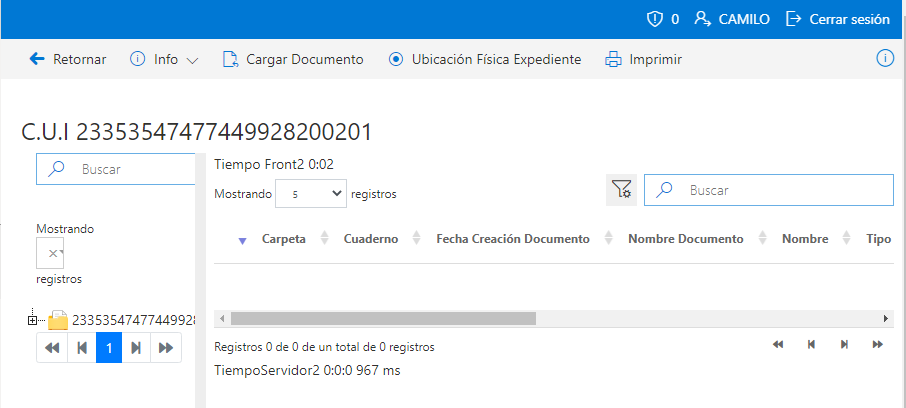 0 CAMILO Cerrar sesión
Retornar Info Cargar Documento Ubicación Física Expediente Imprimir
C.U.I 23353547477449928200201
Buscar
Mostrando
registros
2335354747744992
1
Tiempo Front2 0:02
Mostrando 5 registros
Buscar
Carpeta Cuaderno Fecha Creación Documento Nombre Documento Nombre Tipo
Registros 0 de 0 de un total de 0 registros
TiempoServidor2 0:0:0 967 ms